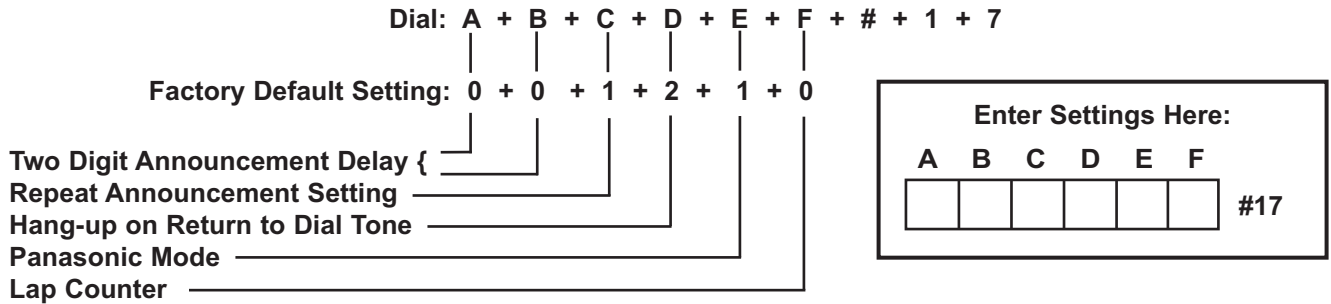 Dial: A + B + C + D + E + F + # + 1 + 7
Factory Default Setting: 0 + 0 + 1 + 2 + 1 + 0
Two Digit Announcement Delay {
Repeat Announcement Setting
Hang-up on Return to Dial Tone
Panasonic Mode
Lap Counter
Enter Settings Here:
A B C D E F
#17